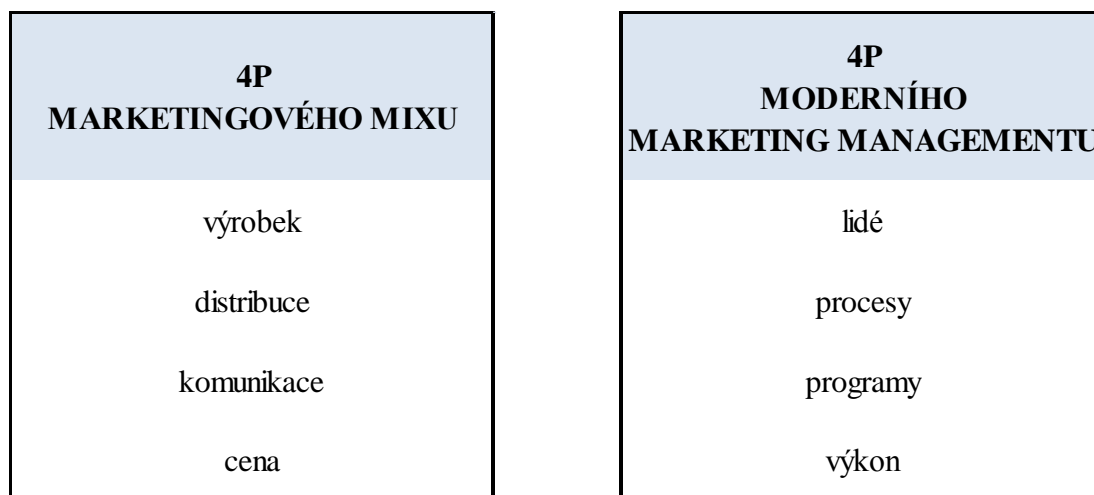 4P
MARKETINGOVÉHO MIXU
výrobek
distribuce
komunikace
cena
4P
MODERNÍHO
MARKETING MANAGEMENTU
lidé
procesy
programy
výkon